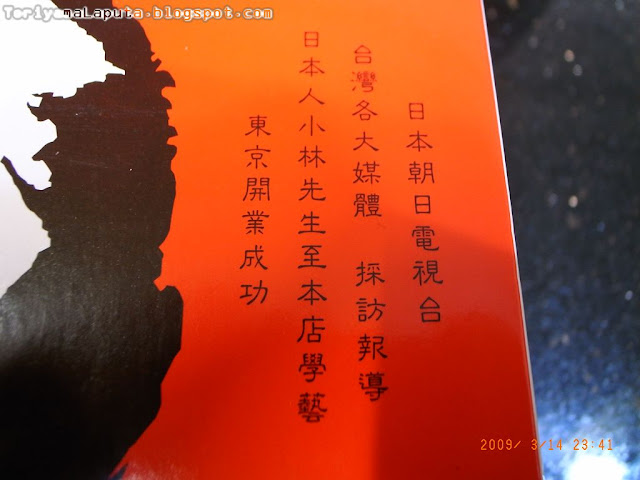 ToriyamaLaputa.blogspot.com
日本朝日電視台
台灣各大媒體 採訪報導
日本人小林先生至本店學藝
東京開業成功
2009/ 3/14 23:41